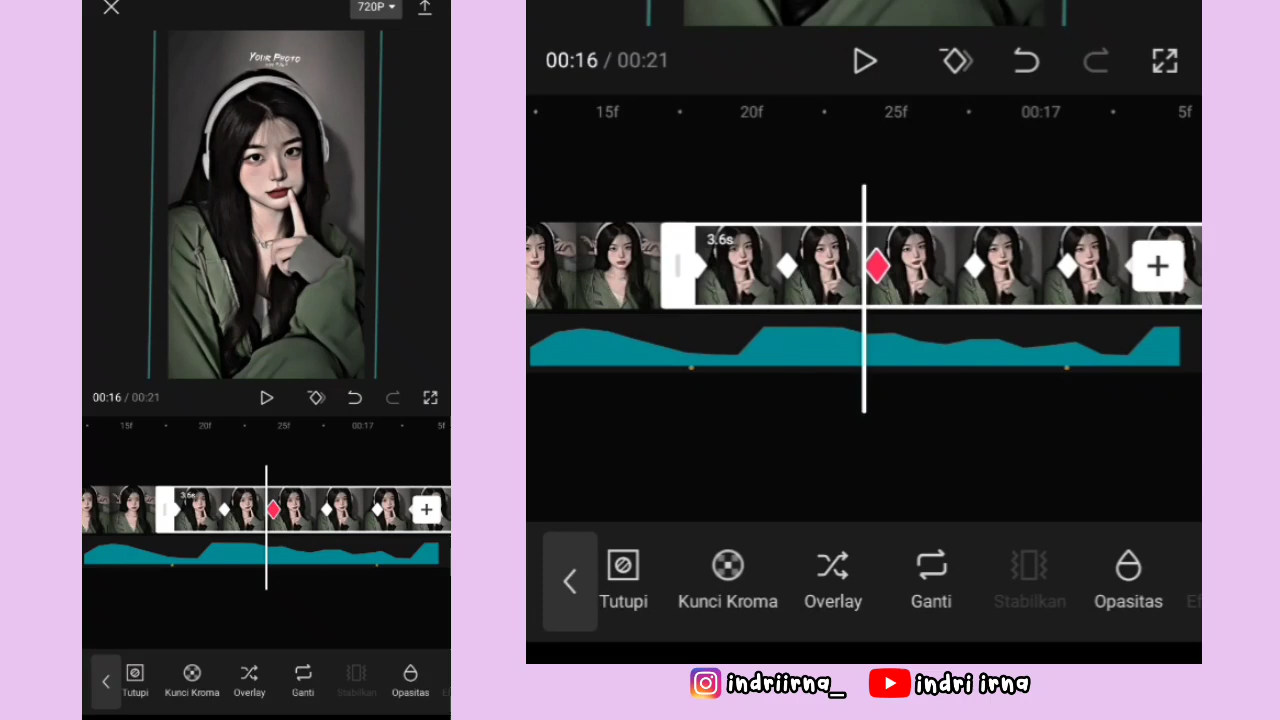 720P
YOUR PHOTO
00:16 / 00:21
15f 20f 25f 00:17 5f
3.6s
Tutupi Kunci Kroma Overlay Ganti Stabilkan Opasitas Ef
00:16 / 00:21
15f 20f 25f 00:17 5f
3.6s
Tutupi Kunci Kroma Overlay Ganti Stabilkan Opasitas Ef
indriirna_ indri irna